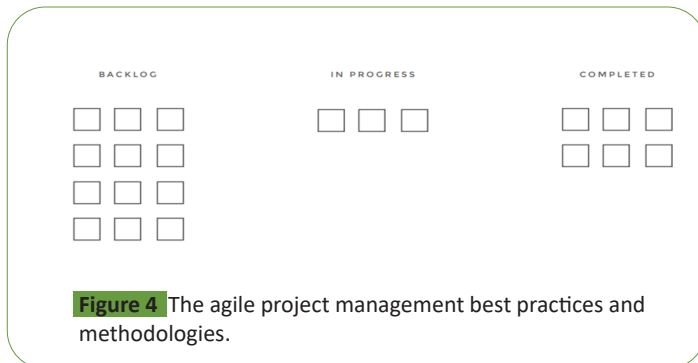 BACKLOG
IN PROGRESS
COMPLETED
Figure 4 The agile project management best practices and
methodologies.